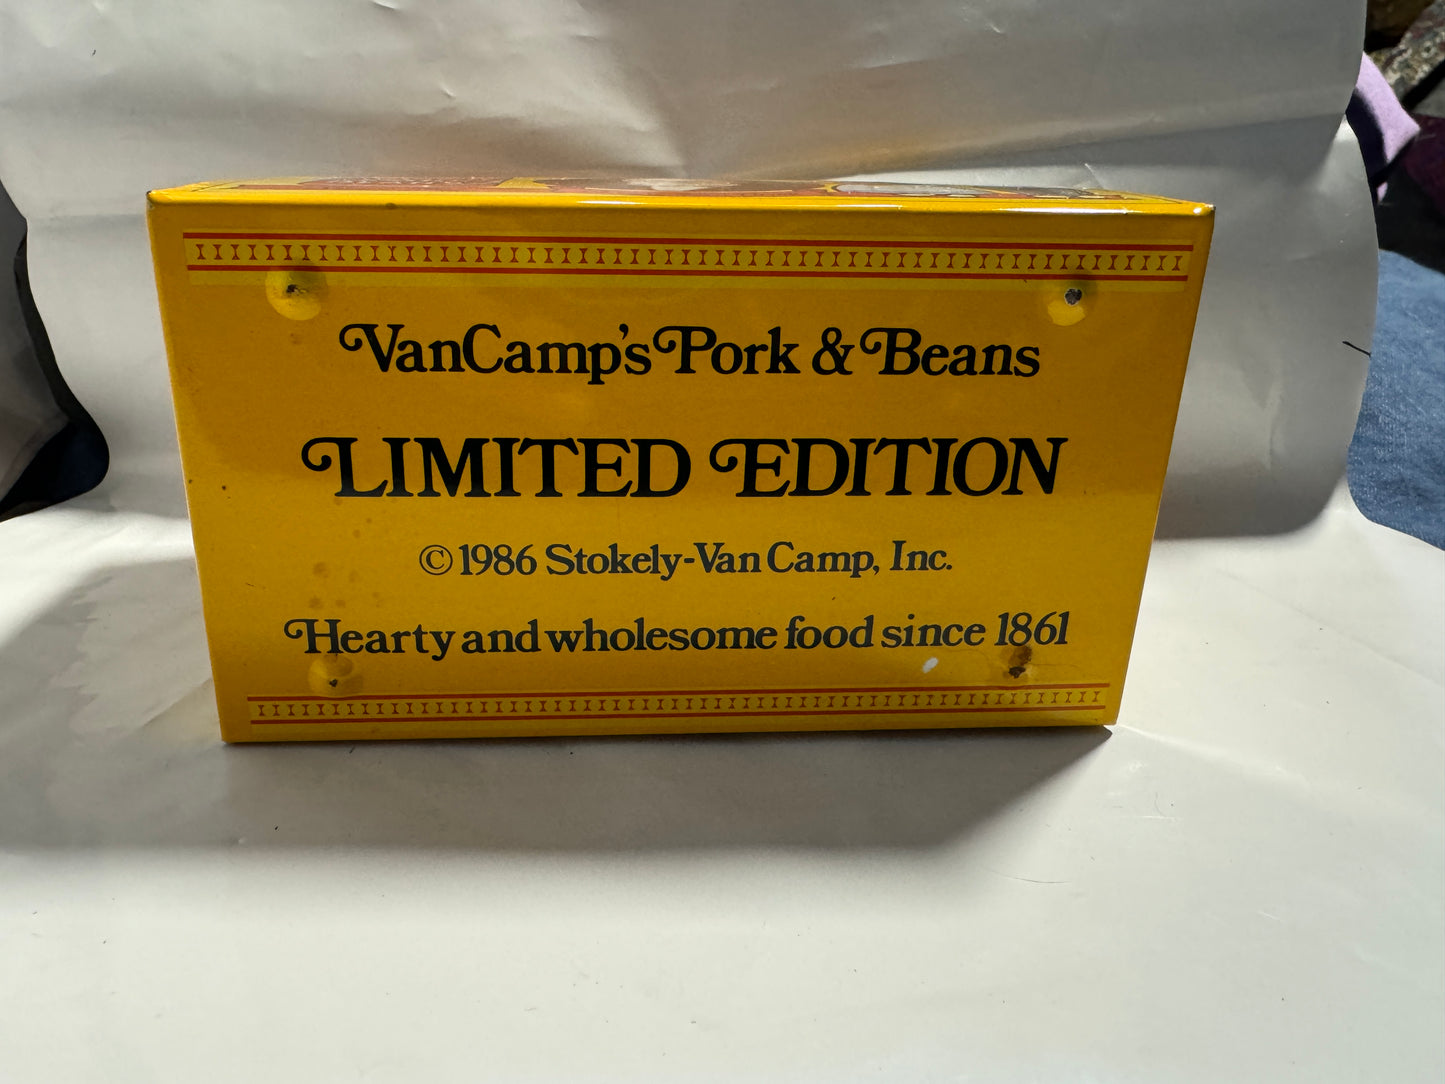 VanCamp's Pork & Beans
LIMITED EDITION
© 1986 Stokely-Van Camp, Inc.
Hearty and wholesome food since 1861